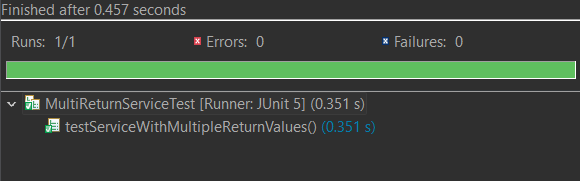 Finished after 0.457 seconds
Runs: 1/1 Errors: 0 Failures: 0
MultiReturnServiceTest [Runner: JUnit 5] (0.351 s)
testServiceWithMultipleReturnValues() (0.351 s)